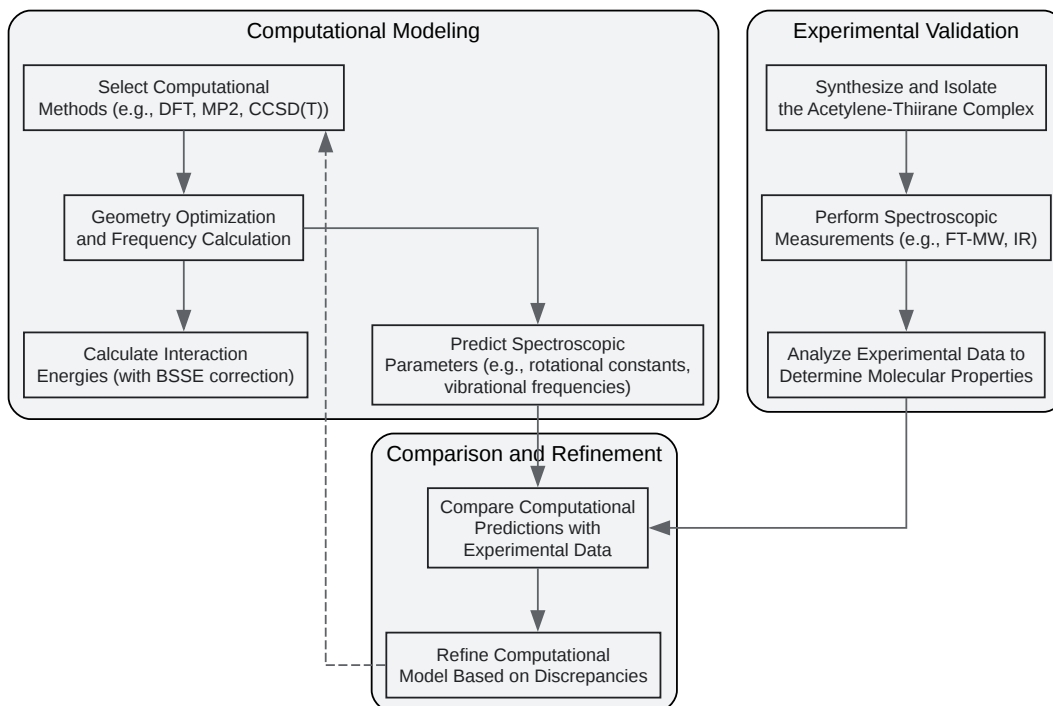 Computational Modeling
Select Computational
Methods (e.g., DFT, MP2, CCSD(T))
Geometry Optimization
and Frequency Calculation
Calculate Interaction
Energies (with BSSE correction)
Predict Spectroscopic
Parameters (e.g., rotational constants,
vibrational frequencies)
Experimental Validation
Synthesize and Isolate
the Acetylene-Thiirane Complex
Perform Spectroscopic
Measurements (e.g., FT-MW, IR)
Analyze Experimental Data to
Determine Molecular Properties
Comparison and Refinement
Compare Computational
Predictions with
Experimental Data
Refine Computational
Model Based on Discrepancies